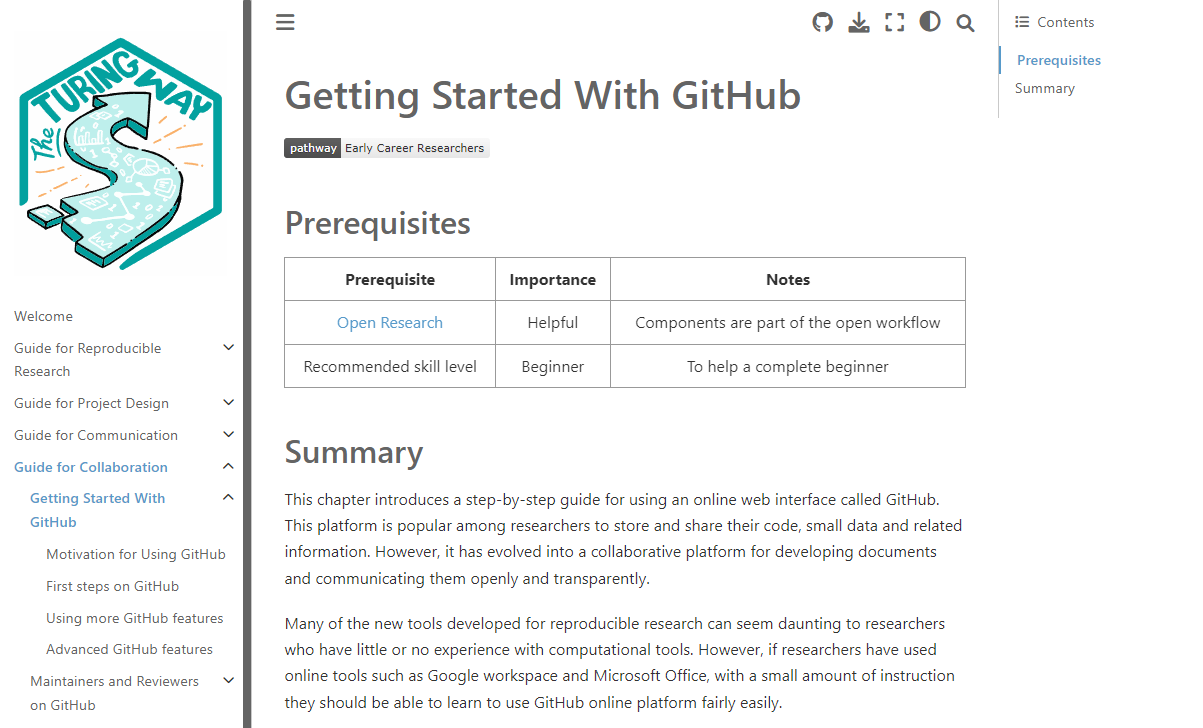 The
TURING
WAY
Welcome
Guide for Reproducible
Research
Guide for Project Design
Guide for Communication
Guide for Collaboration
Getting Started With
GitHub
Motivation for Using GitHub
First steps on GitHub
Using more GitHub features
Advanced GitHub features
Maintainers and Reviewers
on GitHub
Getting Started With GitHub
pathway Early Career Researchers
Prerequisites
Prerequisite Importance Notes
Open Research Helpful Components are part of the open workflow
Recommended skill level Beginner To help a complete beginner
Summary
This chapter introduces a step-by-step guide for using an online web interface called GitHub.
This platform is popular among researchers to store and share their code, small data and related
information. However, it has evolved into a collaborative platform for developing documents
and communicating them openly and transparently.
Many of the new tools developed for reproducible research can seem daunting to researchers
who have little or no experience with computational tools. However, if researchers have used
online tools such as Google workspace and Microsoft Office, with a small amount of instruction
they should be able to learn to use GitHub online platform fairly easily.
Contents
Prerequisites
Summary